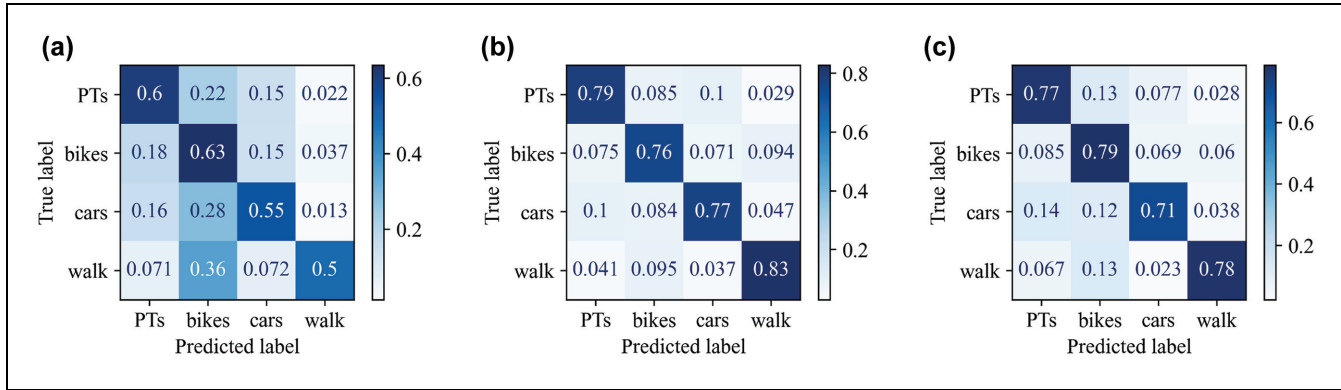 (a)
PTs 0.6 0.22 0.15 0.022
bikes 0.18 0.63 0.15 0.037
cars 0.16 0.28 0.55 0.013
walk 0.071 0.36 0.072 0.5
PTs bikes cars walk
Predicted label
True label
0.6
0.4
0.2
(b)
PTs 0.79 0.085 0.1 0.029
bikes 0.075 0.76 0.071 0.094
cars 0.1 0.084 0.77 0.047
walk 0.041 0.095 0.037 0.83
PTs bikes cars walk
Predicted label
True label
0.8
0.6
0.4
0.2
(c)
PTs 0.77 0.13 0.077 0.028
bikes 0.085 0.79 0.069 0.06
cars 0.14 0.12 0.71 0.038
walk 0.067 0.13 0.023 0.78
PTs bikes cars walk
Predicted label
True label
0.6
0.4
0.2